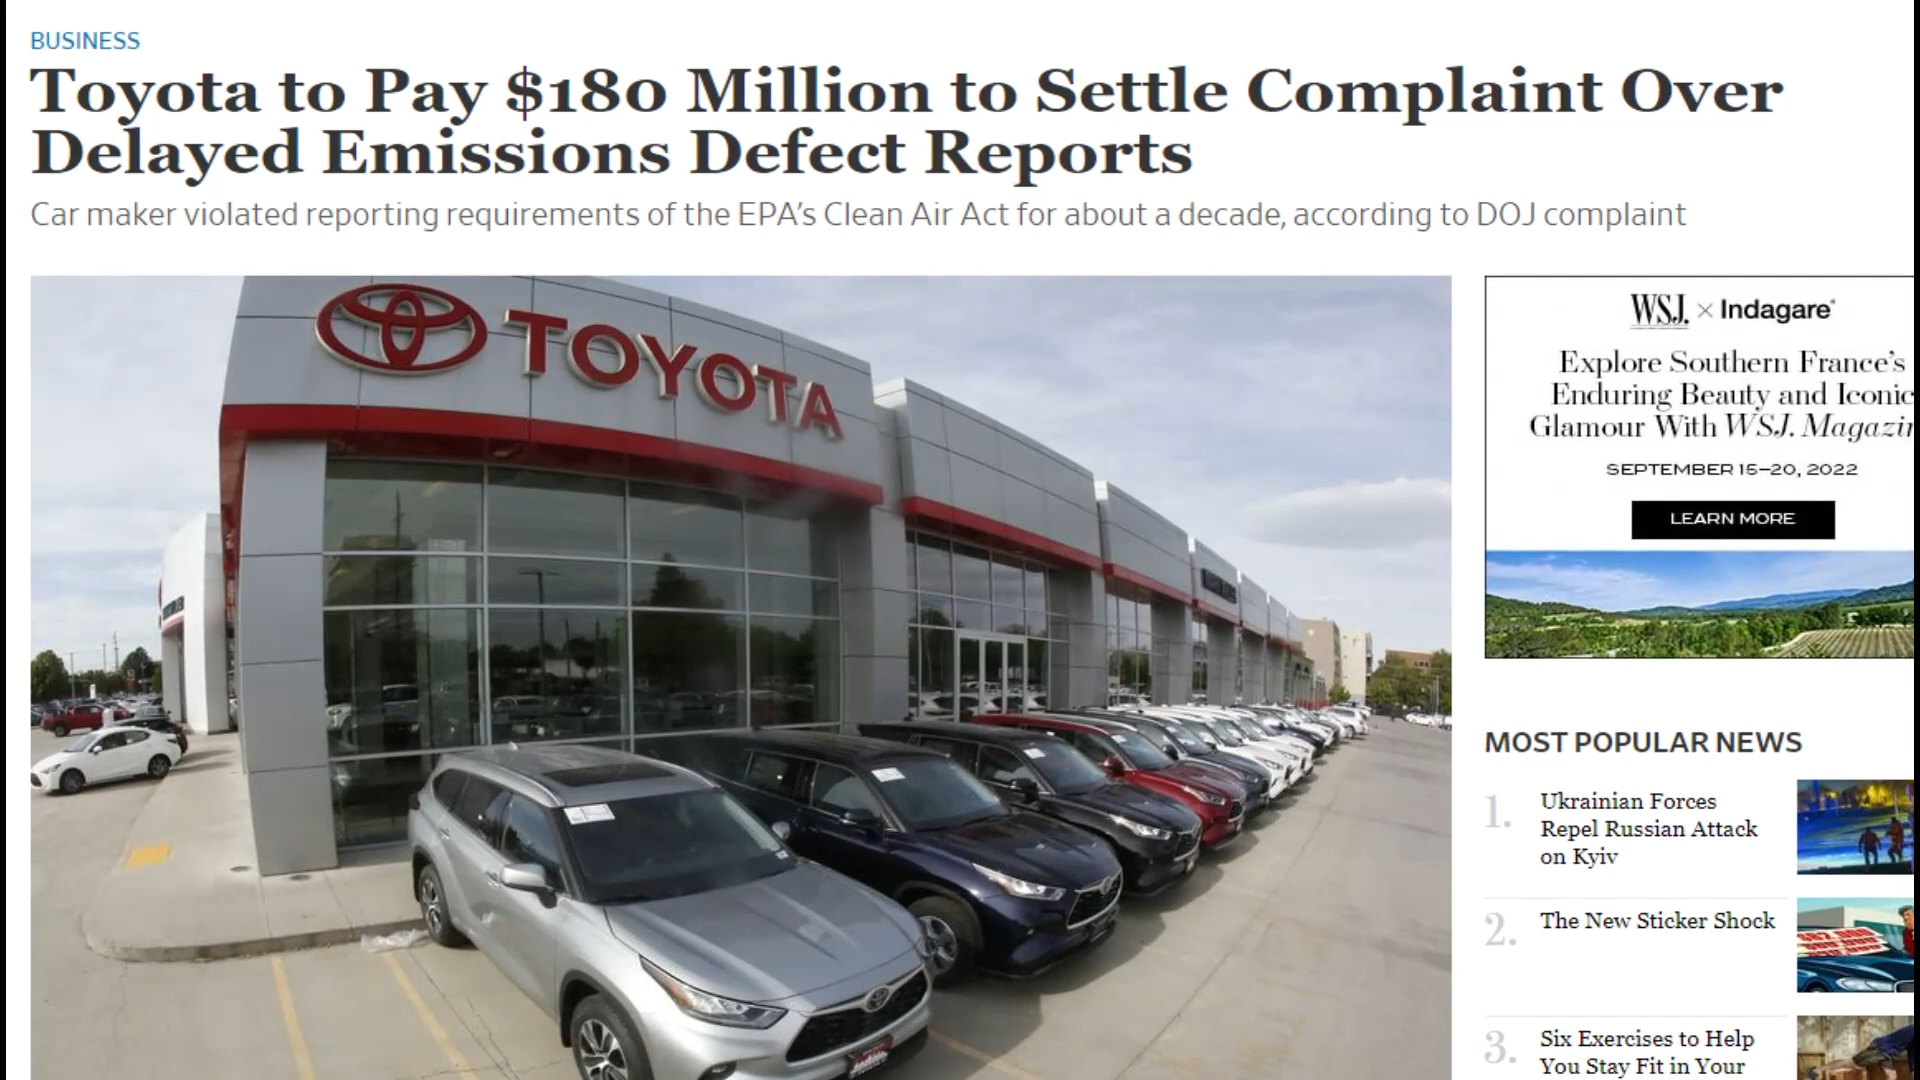 BUSINESS
Toyota to Pay $180 Million to Settle Complaint Over
Delayed Emissions Defect Reports
Car maker violated reporting requirements of the EPA's Clean Air Act for about a decade, according to DOJ complaint
TOYOTA
WSJ. × Indagare
Explore Southern France's
Enduring Beauty and Iconic
Glamour With WSJ. Magazin
SEPTEMBER 15–20, 2022
LEARN MORE
MOST POPULAR NEWS
1.
Ukrainian Forces
Repel Russian Attack
on Kyiv
2.
The New Sticker Shock
3.
Six Exercises to Help
You Stay Fit in Your